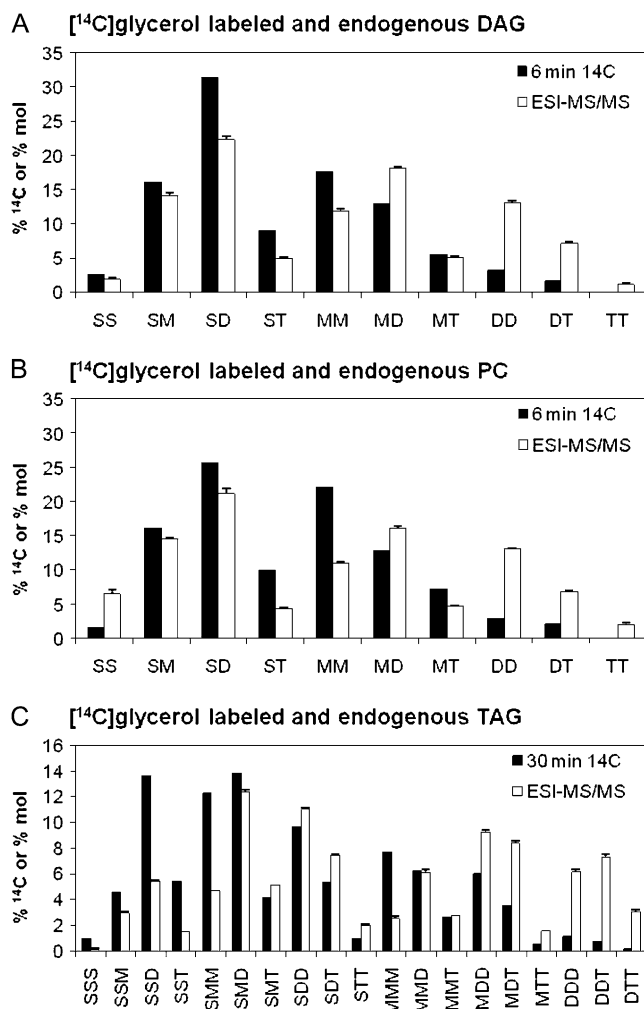 A [¹⁴C]glycerol labeled and endogenous DAG
6 min 14C
ESI-MS/MS
% ¹⁴C or % mol
35
30
25
20
15
10
5
0
SS SM SD ST MM MD MT DD DT TT
B [¹⁴C]glycerol labeled and endogenous PC
6 min 14C
ESI-MS/MS
% ¹⁴C or % mol
35
30
25
20
15
10
5
0
SS SM SD ST MM MD MT DD DT TT
C [¹⁴C]glycerol labeled and endogenous TAG
30 min 14C
ESI-MS/MS
% ¹⁴C or % mol
16
14
12
10
8
6
4
2
0
SSS SSM SSD SST SMM SMD SMT SDD SDT STT MMM MMD MMT MDD MDT MTT DDD DDT DTT